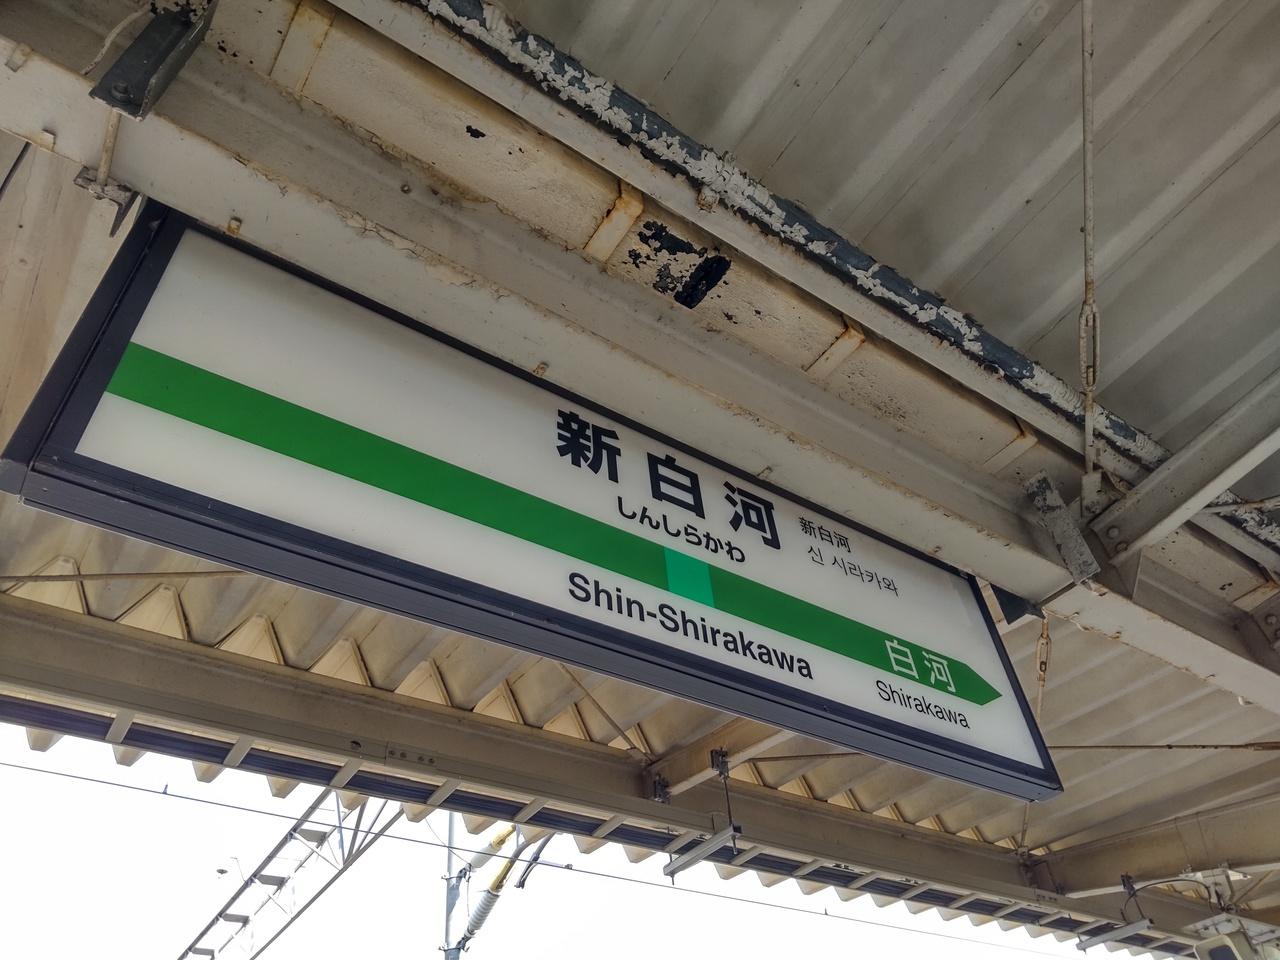 新白河
しんしらかわ
新白河
신 시라카와
Shin-Shirakawa
白河
Shirakawa